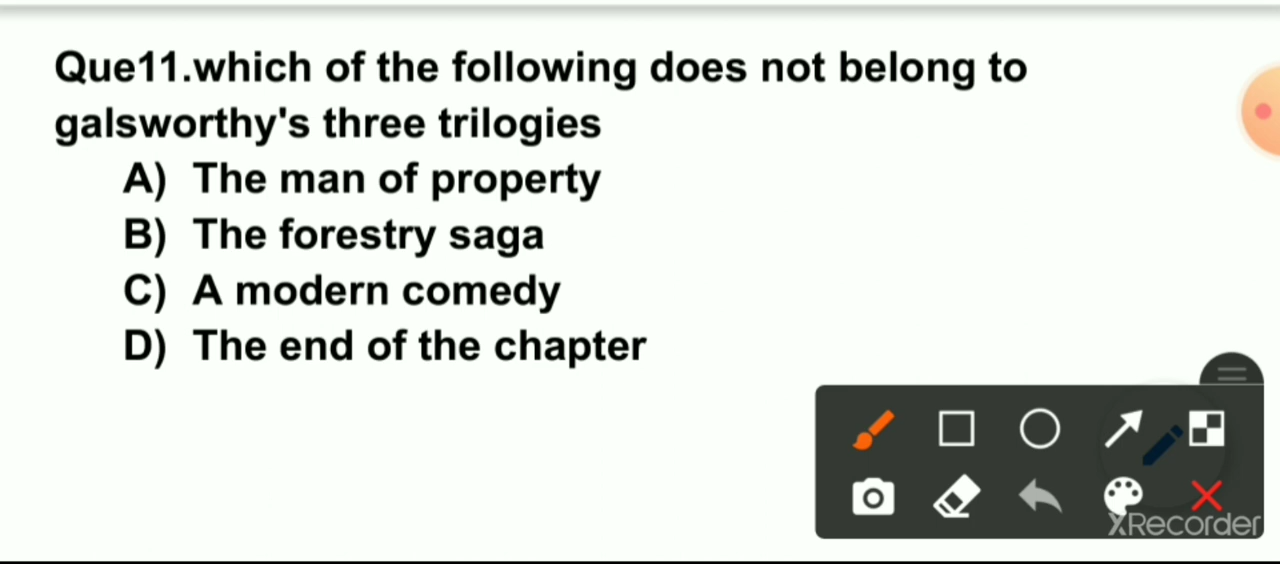 Que11.which of the following does not belong to
galsworthy's three trilogies
A) The man of property
B) The forestry saga
C) A modern comedy
D) The end of the chapter
XRecorder